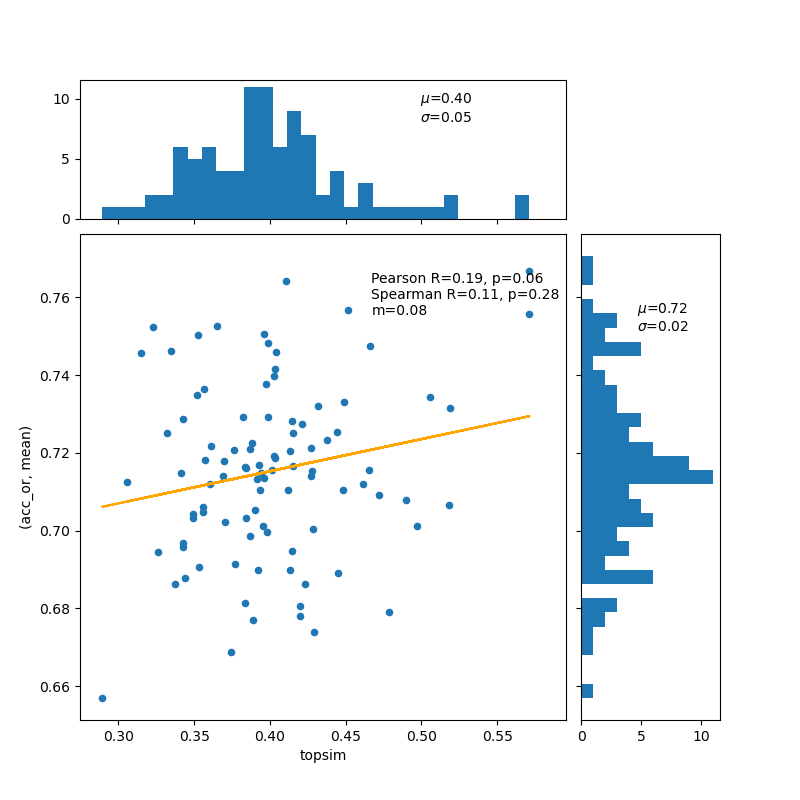 10
5
0
μ=0.40
σ=0.05
0.76
0.74
0.72
0.70
0.68
0.66
(acc_or, mean)
Pearson R=0.19, p=0.06
Spearman R=0.11, p=0.28
m=0.08
μ=0.72
σ=0.02
0.30 0.35 0.40 0.45 0.50 0.55
topsim
0 5 10